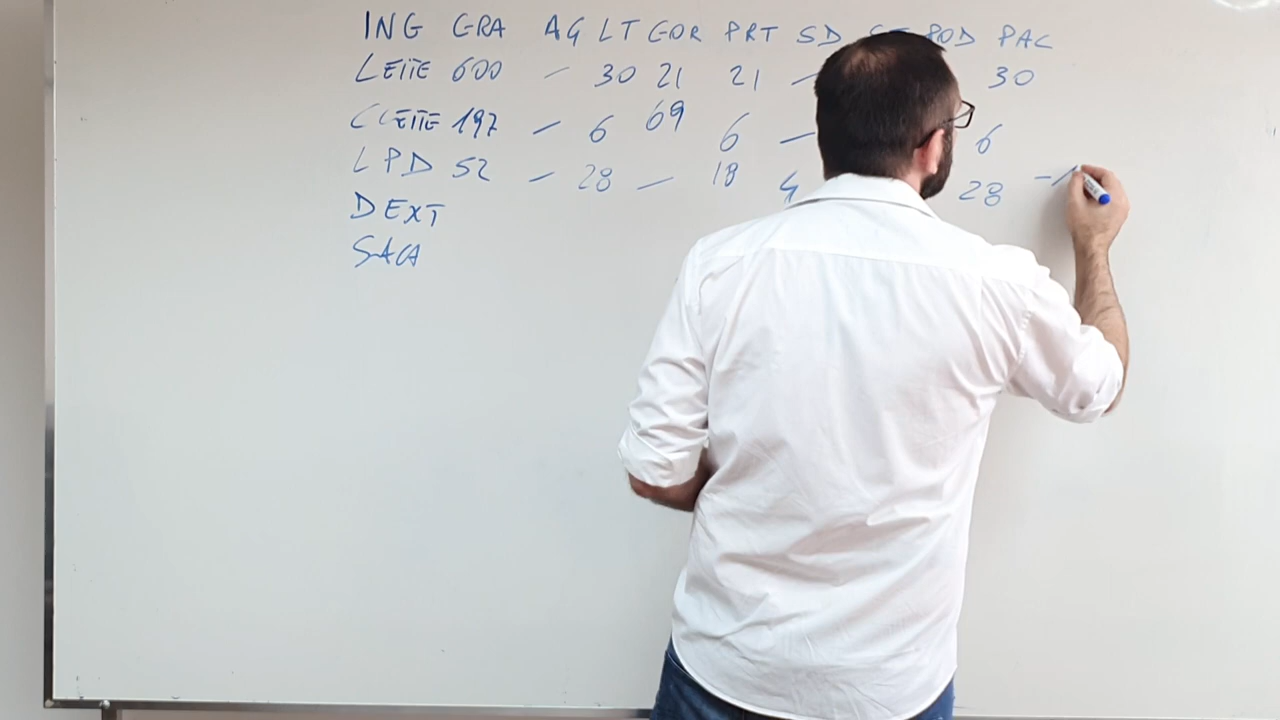 ING GRA AG LT GOR PRT SD ST POD PAC
LEITE 600 - 30 21 21 - 30
CLEITE 197 - 6 69 6 - 6
LPD 52 - 28 - 18 4 28 -
DEXT
SACA